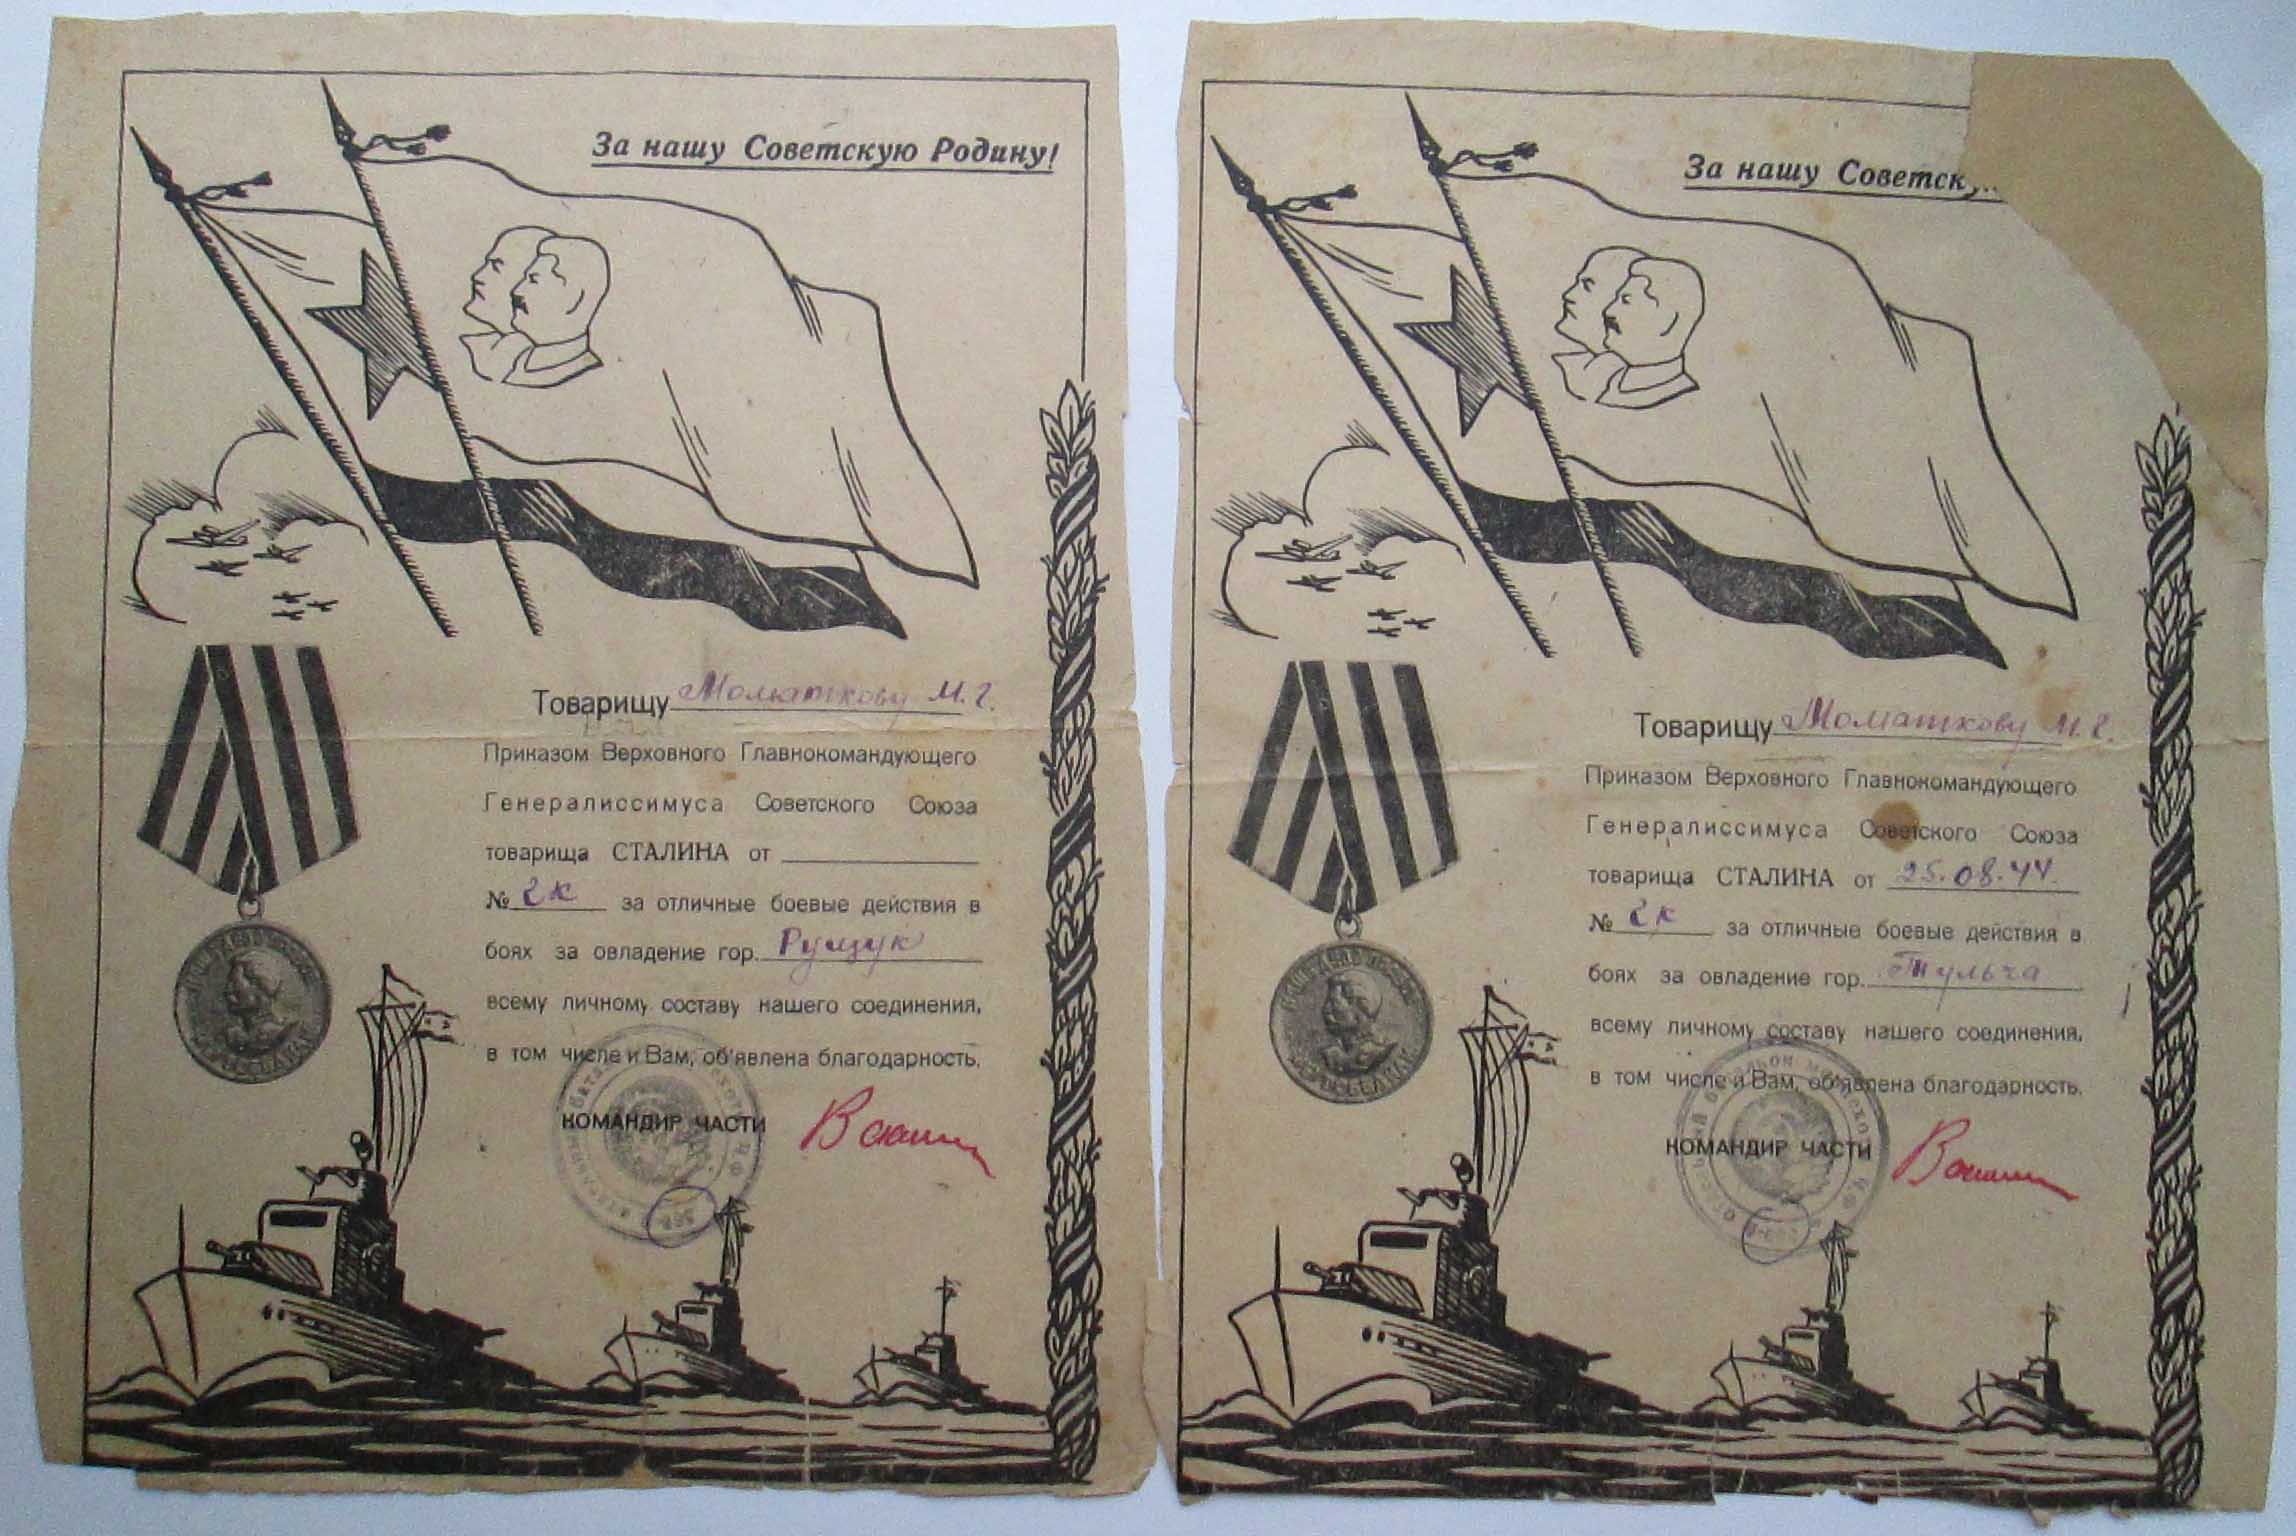 За нашу Советскую Родину!
Товарищу Моматкову М. Г.
Приказом Верховного Главнокомандующего
Генералиссимуса Советского Союза
товарища СТАЛИНА от
№ 2к за отличные боевые действия в
боях за овладение гор. Рущук
всему личному составу нашего соединения,
в том числе и Вам, об'явлена благодарность.
КОМАНДИР ЧАСТИ
За нашу Советску
Товарищу Моматкову М. Г.
Приказом Верховного Главнокомандующего
Генералиссимуса Советского Союза
товарища СТАЛИНА от 25.08.44.
№ 2к за отличные боевые действия в
боях за овладение гор. Тульча
всему личному составу нашего соединения,
в том числе и Вам, об'явлена благодарность.
КОМАНДИР ЧАСТИ